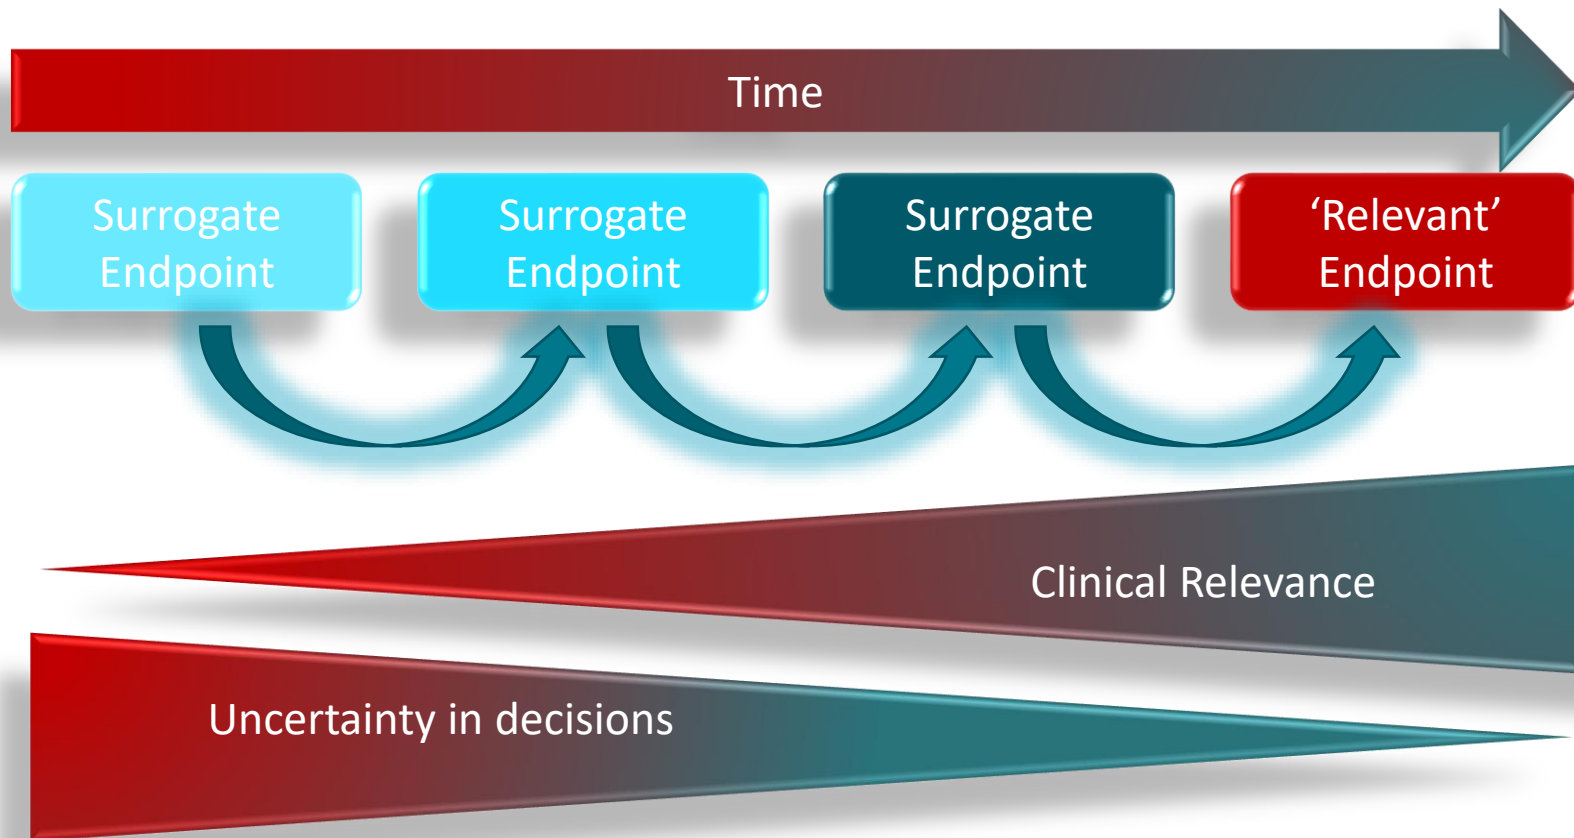 Time
Surrogate
Endpoint
Surrogate
Endpoint
Surrogate
Endpoint
‘Relevant’
Endpoint
Clinical Relevance
Uncertainty in decisions